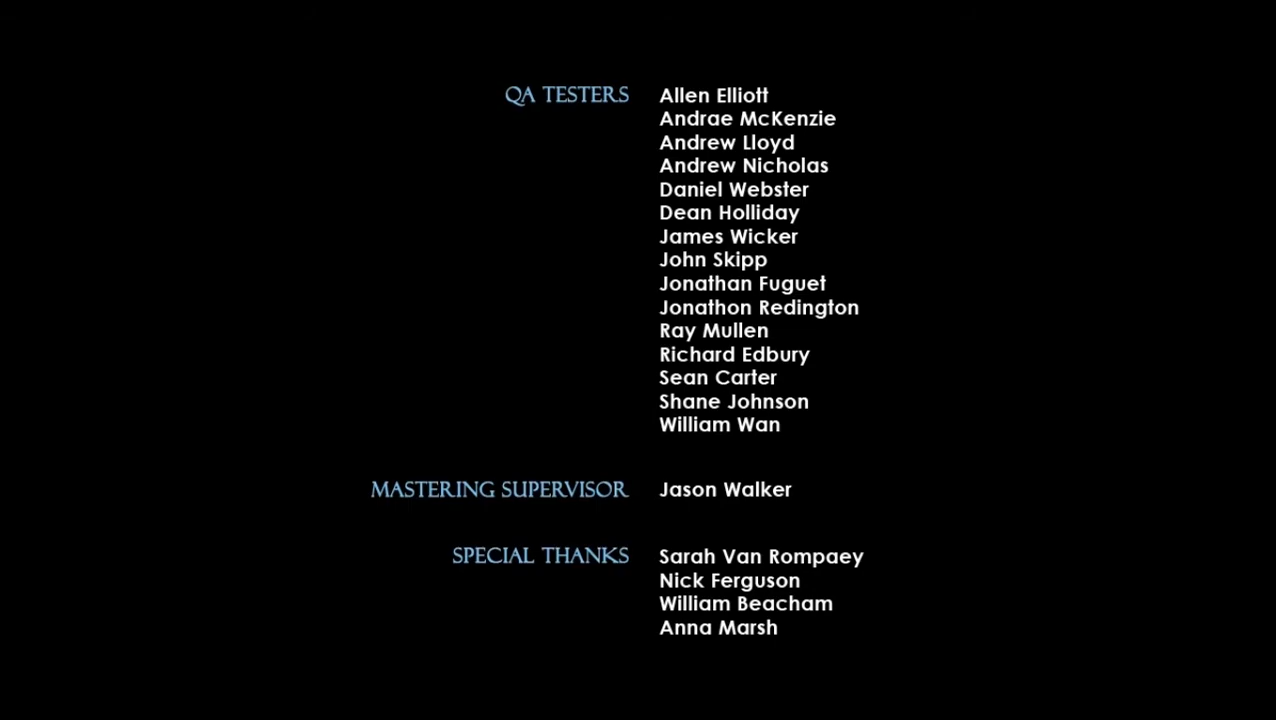 QA TESTERS Allen Elliott
Andrae McKenzie
Andrew Lloyd
Andrew Nicholas
Daniel Webster
Dean Holliday
James Wicker
John Skipp
Jonathan Fuguet
Jonathon Redington
Ray Mullen
Richard Edbury
Sean Carter
Shane Johnson
William Wan
MASTERING SUPERVISOR Jason Walker
SPECIAL THANKS Sarah Van Rompaey
Nick Ferguson
William Beacham
Anna Marsh